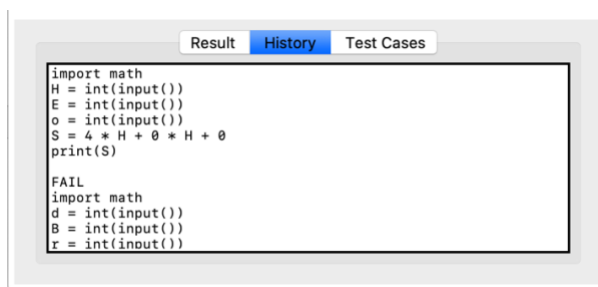 Result History Test Cases
import math
H = int(input())
E = int(input())
o = int(input())
S = 4 * H + 0 * H + 0
print(S)
FAIL
import math
d = int(input())
B = int(input())
r = int(input())